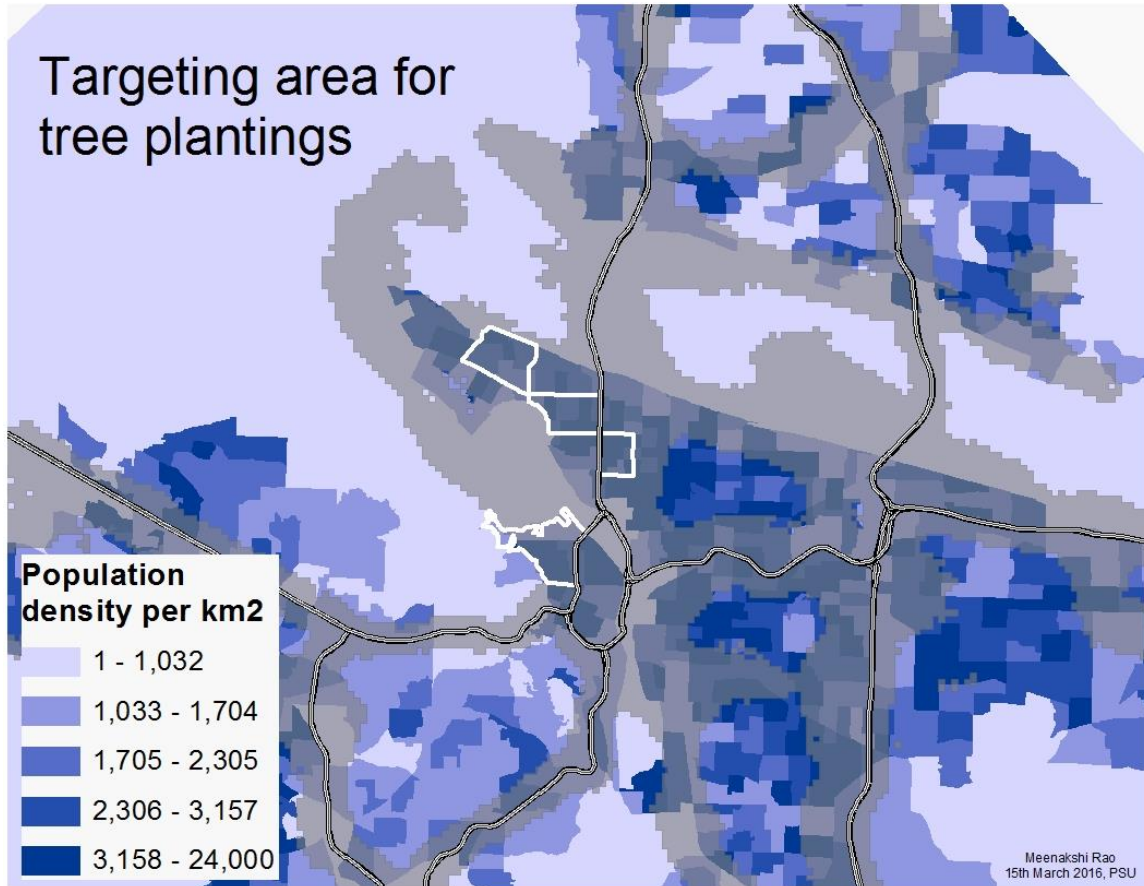 Targeting area for
tree plantings
Population
density per km2
1 - 1,032
1,033 - 1,704
1,705 - 2,305
2,306 - 3,157
3,158 - 24,000
Meenakshi Rao
15th March 2016, PSU